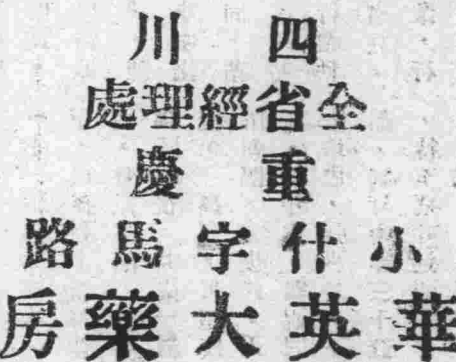 四川
全省經理處
重慶
小什字馬路
華英大藥房